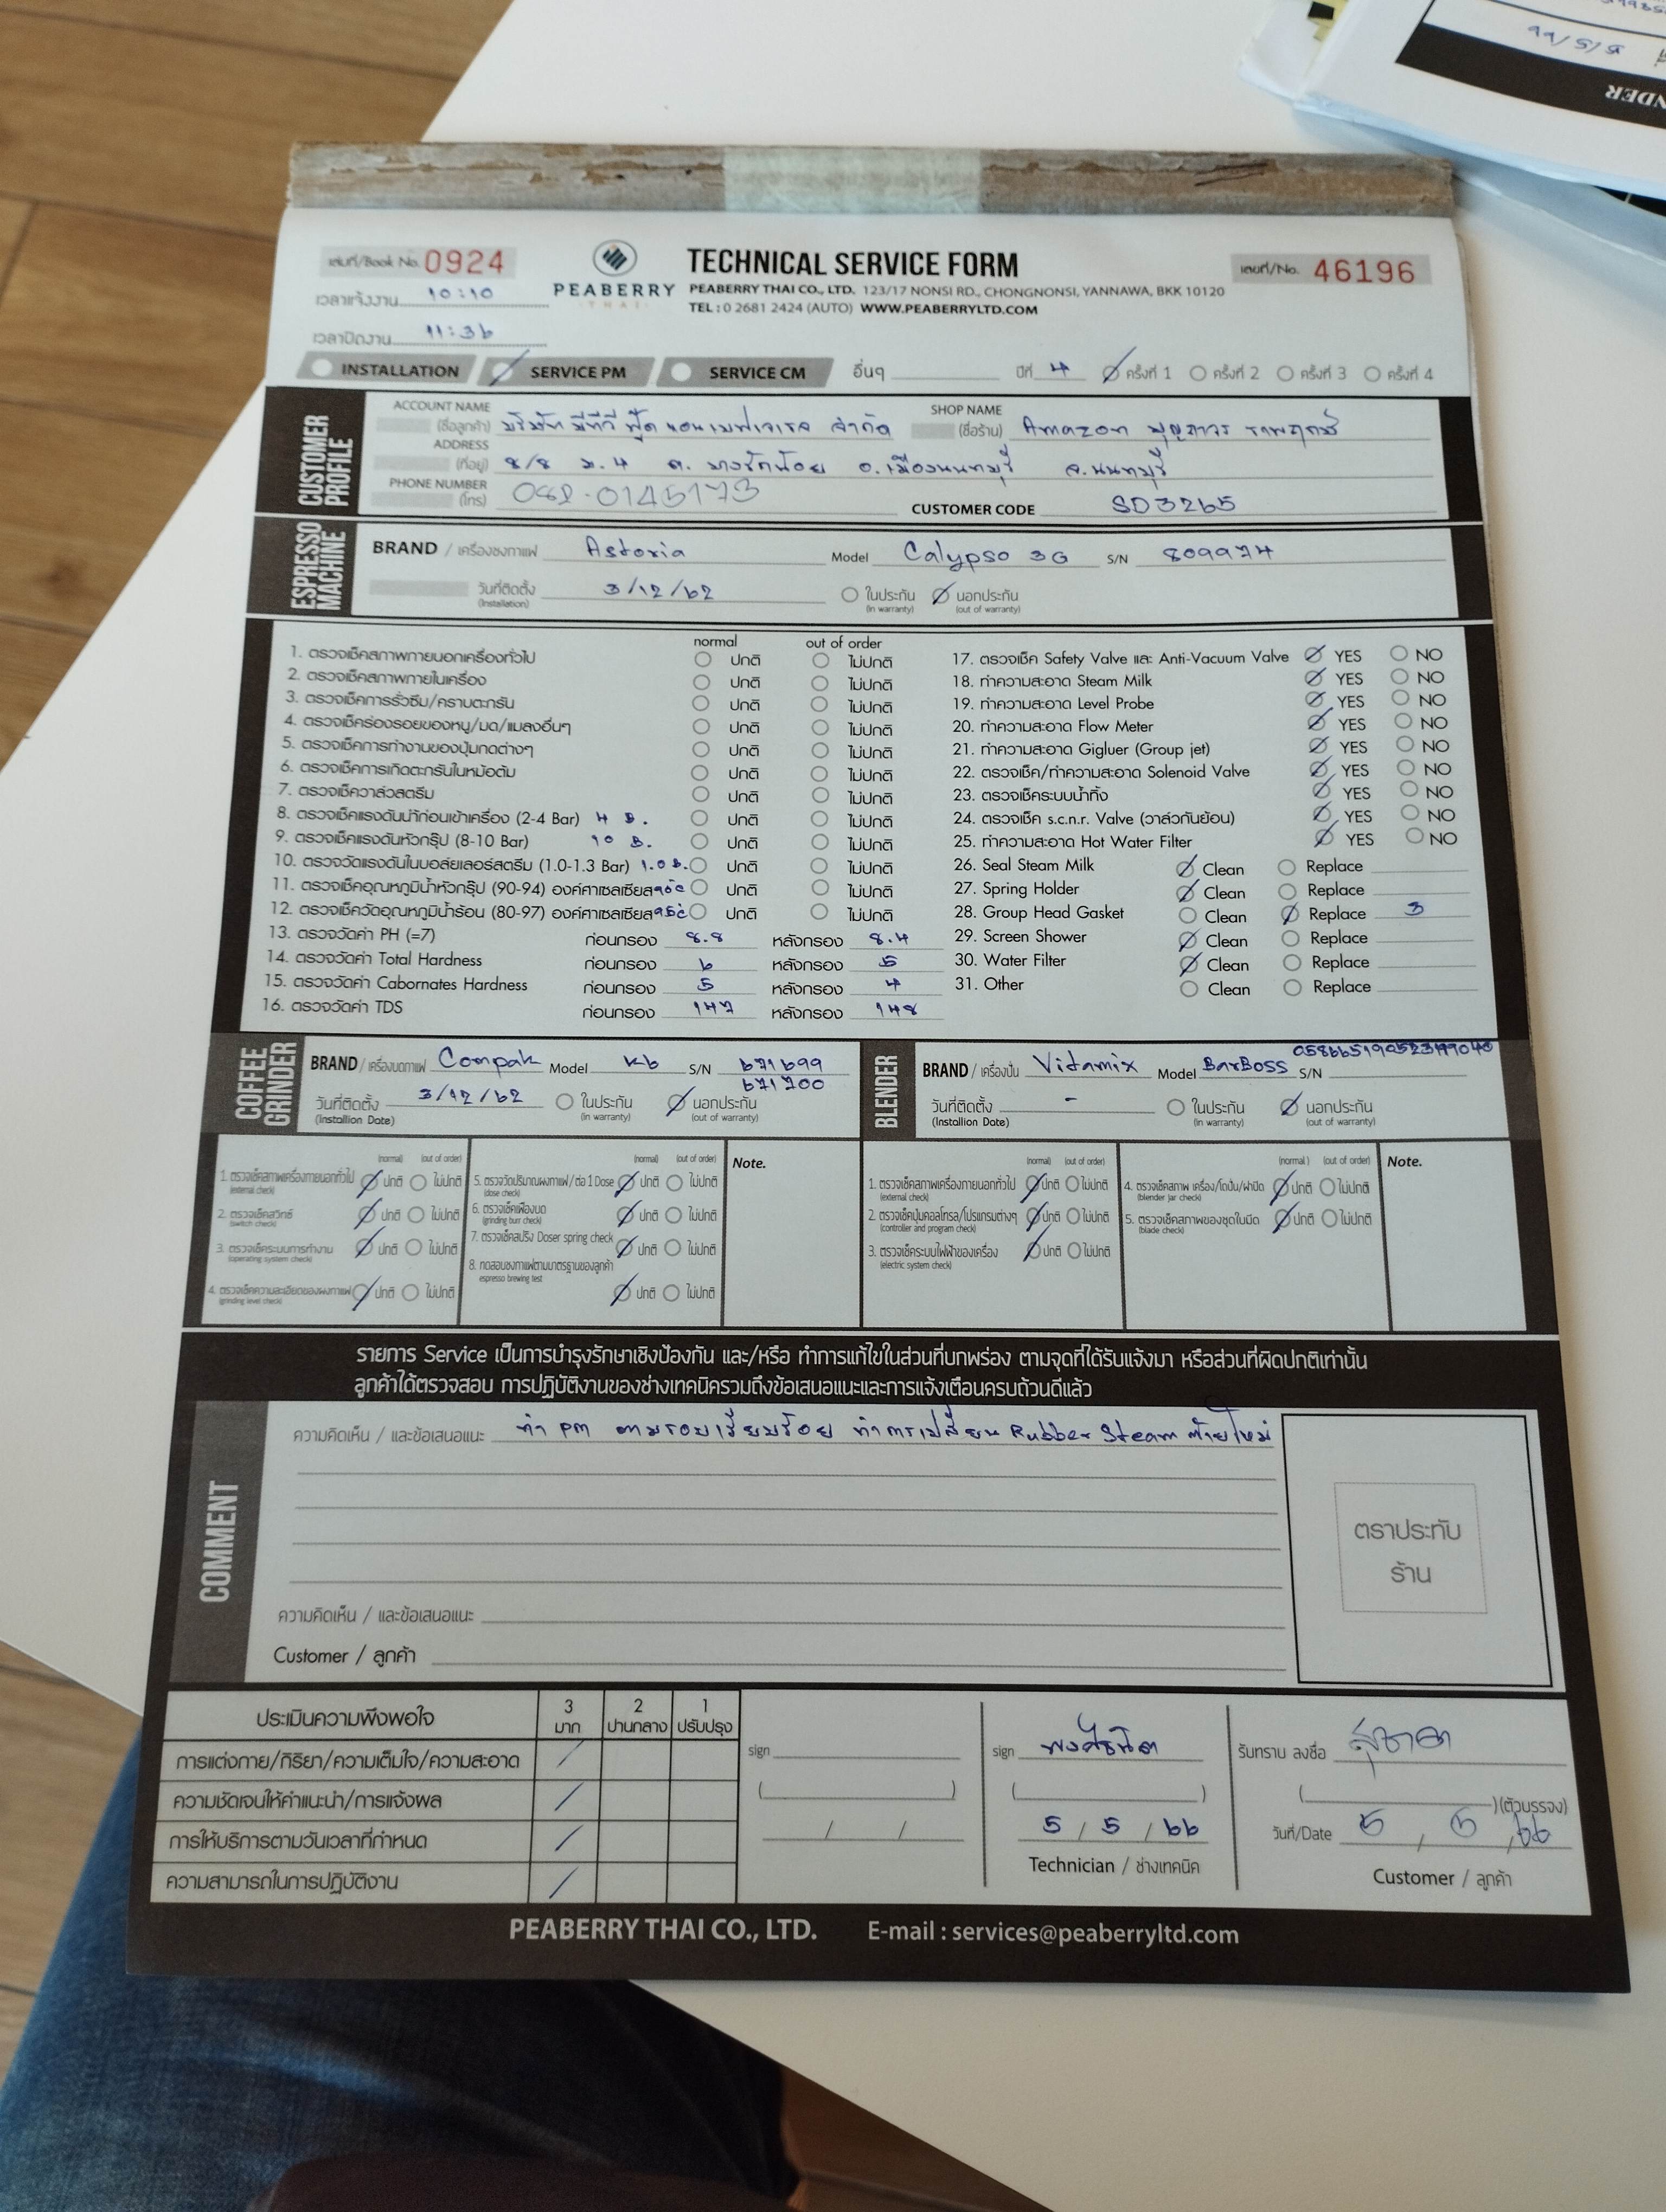 เล่มที่/Book No. 0924
TECHNICAL SERVICE FORM
เลขที่/No. 46196
เวลาแจ้งงาน 10:10
PEABERRY
THAI
PEABERRY THAI CO., LTD. 123/17 NONSI RD., CHONGNONSI, YANNAWA, BKK 10120
TEL : 0 2681 2424 (AUTO) WWW.PEABERRYLTD.COM
เวลาปิดงาน 11:36
INSTALLATION SERVICE PM SERVICE CM อื่นๆ ปีที่ 4 ครั้งที่ 1 ครั้งที่ 2 ครั้งที่ 3 ครั้งที่ 4
CUSTOMER PROFILE
ACCOUNT NAME (ชื่อลูกค้า) บริษัท พีทีวี ฟู้ด จำกัด
SHOP NAME (ชื่อร้าน) Amazon บุญถาวร ราชพฤกษ์
ADDRESS (ที่อยู่) 8/8 ม.4 ต. บางรักน้อย อ.เมืองนนทบุรี จ.นนทบุรี
PHONE NUMBER (โทร) 082-0145173
CUSTOMER CODE SD3265
ESPRESSO MACHINE
BRAND / เครื่องชงกาแฟ Astoria Model Calypso 3G S/N 809974
วันที่ติดตั้ง (Installation) 3/12/62 ในประกัน (in warranty) นอกประกัน (out of warranty)
normal out of order
1. ตรวจเช็คสภาพภายนอกเครื่องทั่วไป ปกติ ไม่ปกติ
2. ตรวจเช็คสภาพภายในเครื่อง ปกติ ไม่ปกติ
3. ตรวจเช็คการรั่วซึม/คราบตะกรัน ปกติ ไม่ปกติ
4. ตรวจเช็คร่องรอยของหนู/มด/แมลงอื่นๆ ปกติ ไม่ปกติ
5. ตรวจเช็คการทำงานของปุ่มกดต่างๆ ปกติ ไม่ปกติ
6. ตรวจเช็คการเกิดตะกรันในหม้อต้ม ปกติ ไม่ปกติ
7. ตรวจเช็ควาล์วสตรีม ปกติ ไม่ปกติ
8. ตรวจเช็คแรงดันน้ำก่อนเข้าเครื่อง (2-4 Bar) 4 B. ปกติ ไม่ปกติ
9. ตรวจเช็คแรงดันหัวกรุ๊ป (8-10 Bar) 10 B. ปกติ ไม่ปกติ
10. ตรวจวัดแรงดันในบอล์ยเลอร์สตรีม (1.0-1.3 Bar) 1.0 B. ปกติ ไม่ปกติ
11. ตรวจเช็คอุณหภูมิน้ำหัวกรุ๊ป (90-94) องศาเซลเซียส ปกติ ไม่ปกติ
12. ตรวจเช็ควัดอุณหภูมิน้ำร้อน (80-97) องศาเซลเซียส 95°c ปกติ ไม่ปกติ
13. ตรวจวัดค่า PH (=7) ก่อนกรอง 8.8 หลังกรอง 8.4
14. ตรวจวัดค่า Total Hardness ก่อนกรอง 6 หลังกรอง 5
15. ตรวจวัดค่า Cabornates Hardness ก่อนกรอง 5 หลังกรอง 4
16. ตรวจวัดค่า TDS ก่อนกรอง 147 หลังกรอง 148
17. ตรวจเช็ค Safety Valve และ Anti-Vacuum Valve YES NO
18. ทำความสะอาด Steam Milk YES NO
19. ทำความสะอาด Level Probe YES NO
20. ทำความสะอาด Flow Meter YES NO
21. ทำความสะอาด Gigluer (Group jet) YES NO
22. ตรวจเช็ค/ทำความสะอาด Solenoid Valve YES NO
23. ตรวจเช็คระบบน้ำทิ้ง YES NO
24. ตรวจเช็ค s.c.n.r. Valve (วาล์วกันย้อน) YES NO
25. ทำความสะอาด Hot Water Filter YES NO
26. Seal Steam Milk Clean Replace
27. Spring Holder Clean Replace
28. Group Head Gasket Clean Replace 3
29. Screen Shower Clean Replace
30. Water Filter Clean Replace
31. Other Clean Replace
COFFEE GRINDER
BRAND / เครื่องบดกาแฟ Compak Model K6 S/N 671699
671700
วันที่ติดตั้ง (Installion Date) 3/12/62 ในประกัน (in warranty) นอกประกัน (out of warranty)
BLENDER
BRAND / เครื่องปั่น Vitamix Model BarBoss S/N
วันที่ติดตั้ง (Installion Date) - ในประกัน (in warranty) นอกประกัน (out of warranty)
(normal) (out of order)
1. ตรวจเช็คสภาพเครื่องภายนอกทั่วไป (external check) ปกติ ไม่ปกติ
2. ตรวจเช็คสวิทช์ (switch check) ปกติ ไม่ปกติ
3. ตรวจเช็คระบบการทำงาน (operating system check) ปกติ ไม่ปกติ
4. ตรวจเช็คความละเอียดของผงกาแฟ (grinding level check) ปกติ ไม่ปกติ
(normal) (out of order)
5. ตรวจวัดปริมาณผงกาแฟ/ต่อ 1 Dose (dose check) ปกติ ไม่ปกติ
6. ตรวจเช็คเฟืองบด (grinding burr check) ปกติ ไม่ปกติ
7. ตรวจเช็คสปริง Doser spring check ปกติ ไม่ปกติ
8. ทดสอบชงกาแฟตามมาตรฐานของลูกค้า espresso brewing test ปกติ ไม่ปกติ
Note.
(normal) (out of order)
1. ตรวจเช็คสภาพเครื่องภายนอกทั่วไป (external check) ปกติ ไม่ปกติ
2. ตรวจเช็คปุ่มคอลโทรล/โปรแกรมต่างๆ (controller and program check) ปกติ ไม่ปกติ
3. ตรวจเช็คระบบไฟฟ้าของเครื่อง (electric system check) ปกติ ไม่ปกติ
(normal) (out of order)
4. ตรวจเช็คสภาพ เครื่อง/โถปั่น/ฝาปิด (blender jar check) ปกติ ไม่ปกติ
5. ตรวจเช็คสภาพของชุดใบมีด (blade check) ปกติ ไม่ปกติ
Note.
รายการ Service เป็นการบำรุงรักษาเชิงป้องกัน และ/หรือ ทำการแก้ไขในส่วนที่บกพร่อง ตามจุดที่ได้รับแจ้งมา หรือส่วนที่ผิดปกติเท่านั้น
ลูกค้าได้ตรวจสอบ การปฏิบัติงานของช่างเทคนิครวมถึงข้อเสนอแนะและการแจ้งเตือนครบถ้วนดีแล้ว
COMMENT
ความคิดเห็น / และข้อเสนอแนะ ทำ PM ตามรอบเรียบร้อย ทำการเปลี่ยน Rubber Steam ซ้ายใหม่
ตราประทับ
ร้าน
ความคิดเห็น / และข้อเสนอแนะ
Customer / ลูกค้า
ประเมินความพึงพอใจ 3 มาก 2 ปานกลาง 1 ปรับปรุง
การแต่งกาย/กิริยา/ความเต็มใจ/ความสะอาด
ความชัดเจนให้คำแนะนำ/การแจ้งผล
การให้บริการตามวันเวลาที่กำหนด
ความสามารถในการปฏิบัติงาน
sign
sign
5 / 5 / 66
Technician / ช่างเทคนิค
รับทราบ ลงชื่อ สุชาดา
(ตัวบรรจง)
วันที่/Date 5 , 5 , 66
Customer / ลูกค้า
PEABERRY THAI CO., LTD. E-mail : services@peaberryltd.com